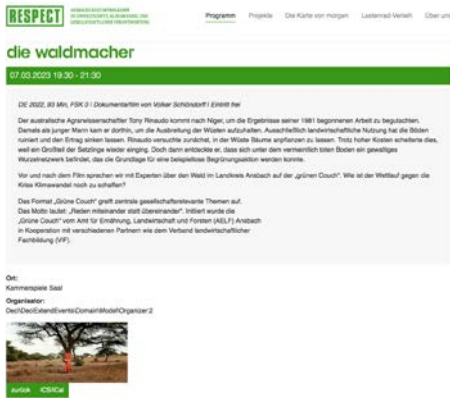 RESPECT
Programm Projekte Die Karte von morgen Lastenrad-Verleih Über uns
die waldmacher
07.03.2023 19:30 - 21:30
DE 2022, 93 Min, FSK 0 | Dokumentarfilm von Volker Schlöndorff | Eintritt frei
Der australische Agrarwissenschaftler Tony Rinaudo kommt nach Niger, um die Ergebnisse seiner 1981 begonnenen Arbeit zu begutachten.
Damals als junger Mann kam er dorthin, um die Ausbreitung der Wüsten aufzuhalten. Ausschließlich landwirtschaftliche Nutzung hat die Böden
ruiniert und den Ertrag sinken lassen. Rinaudo versuchte zunächst, in der Wüste Bäume anpflanzen zu lassen. Trotz hoher Kosten scheiterte dies,
weil ein Großteil der Setzlinge wieder einging. Doch dann entdeckte er, dass sich unter dem vermeintlich toten Boden ein gewaltiges
Wurzelnetzwerk befindet, das die Grundlage für eine beispiellose Begrünungsaktion werden konnte.
Vor und nach dem Film sprechen wir mit Experten über den Wald im Landkreis Ansbach auf der „grünen Couch“. Wie ist der Wettlauf gegen die
Krise Klimawandel noch zu schaffen?
Das Format „Grüne Couch“ greift zentrale gesellschaftsrelevante Themen auf.
Das Motto lautet: „Reden miteinander statt übereinander“. Initiiert wurde die
„Grüne Couch“ vom Amt für Ernährung, Landwirtschaft und Forsten (AELF) Ansbach
in Kooperation mit verschiedenen Partnern wie dem Verband landwirtschaftlicher
Fachbildung (VlF).
Ort:
Kammerspiele Saal
Organisator:
Deci\DeciExtendEvents\Domain\Model\Organizer:2
zurück ICS/iCal